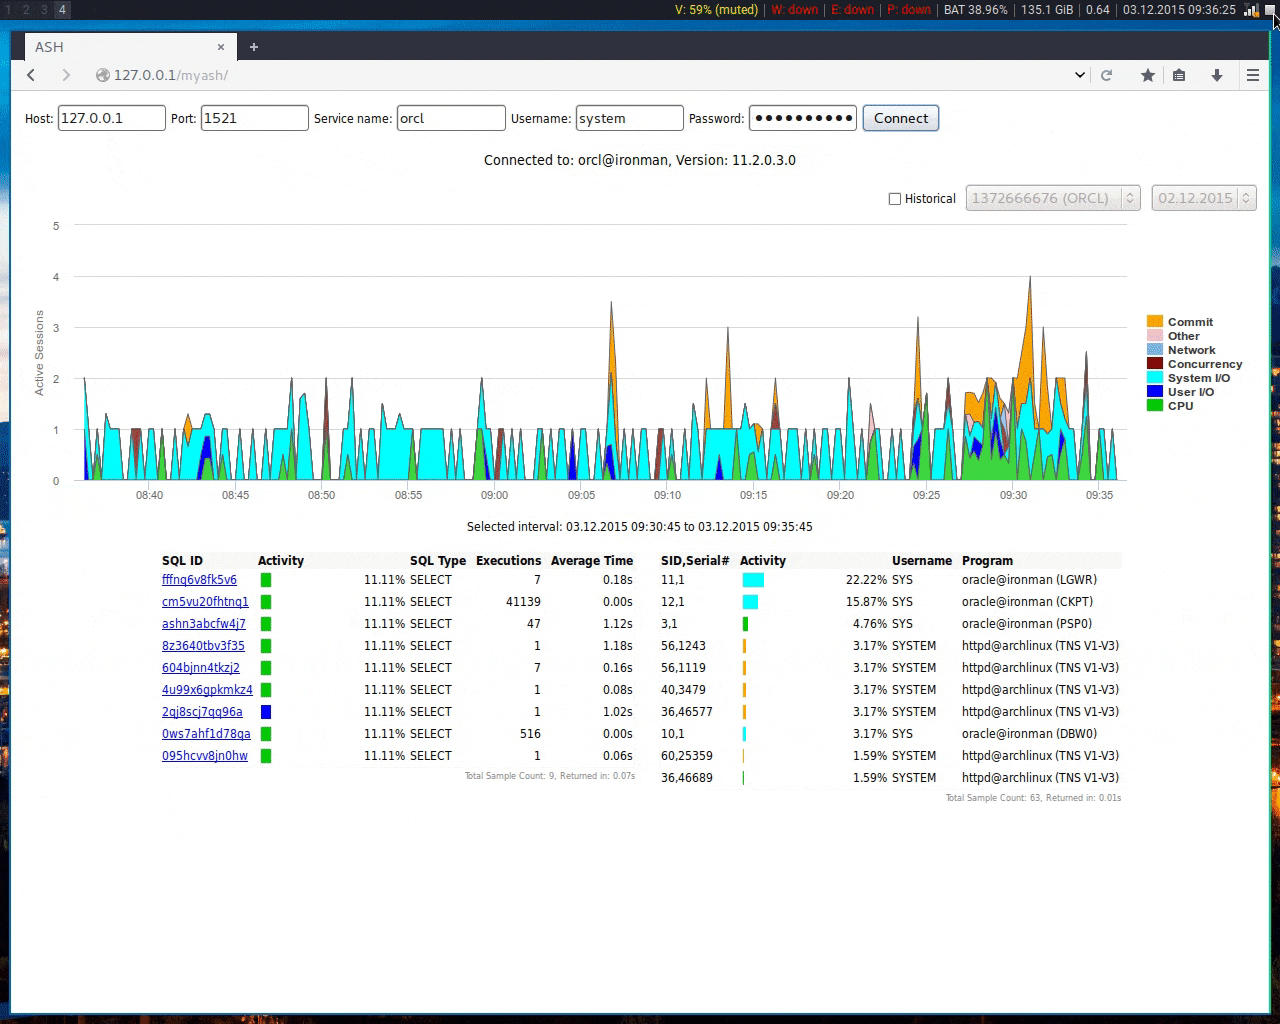 1 2 3 4 V: 59% (muted) | W: down | E: down | P: down | BAT 38.96% | 135.1 GiB | 0.64 | 03.12.2015 09:36:25
ASH × +
127.0.0.1/myash/
Host: 127.0.0.1 Port: 1521 Service name: orcl Username: system Password: ●●●●●●●●●● Connect
Connected to: orcl@ironman, Version: 11.2.0.3.0
Historical 1372666676 (ORCL) 02.12.2015
Active Sessions
5
4
3
2
1
0
08:40 08:45 08:50 08:55 09:00 09:05 09:10 09:15 09:20 09:25 09:30 09:35
Commit
Other
Network
Concurrency
System I/O
User I/O
CPU
Selected interval: 03.12.2015 09:30:45 to 03.12.2015 09:35:45
SQL ID Activity SQL Type Executions Average Time
fffnq6v8fk5v6 11.11% SELECT 7 0.18s
cm5vu20fhtnq1 11.11% SELECT 41139 0.00s
ashn3abcfw4j7 11.11% SELECT 47 1.12s
8z3640tbv3f35 11.11% SELECT 1 1.18s
604bjnn4tkzj2 11.11% SELECT 7 0.16s
4u99x6gpkmkz4 11.11% SELECT 1 0.08s
2qj8scj7qq96a 11.11% SELECT 1 1.02s
0ws7ahf1d78qa 11.11% SELECT 516 0.00s
095hcvv8jn0hw 11.11% SELECT 1 0.06s
Total Sample Count: 9, Returned in: 0.07s
SID,Serial# Activity Username Program
11,1 22.22% SYS oracle@ironman (LGWR)
12,1 15.87% SYS oracle@ironman (CKPT)
3,1 4.76% SYS oracle@ironman (PSP0)
56,1243 3.17% SYSTEM httpd@archlinux (TNS V1-V3)
56,1119 3.17% SYSTEM httpd@archlinux (TNS V1-V3)
40,3479 3.17% SYSTEM httpd@archlinux (TNS V1-V3)
36,46577 3.17% SYSTEM httpd@archlinux (TNS V1-V3)
10,1 3.17% SYS oracle@ironman (DBW0)
60,25359 1.59% SYSTEM httpd@archlinux (TNS V1-V3)
36,46689 1.59% SYSTEM httpd@archlinux (TNS V1-V3)
Total Sample Count: 63, Returned in: 0.01s